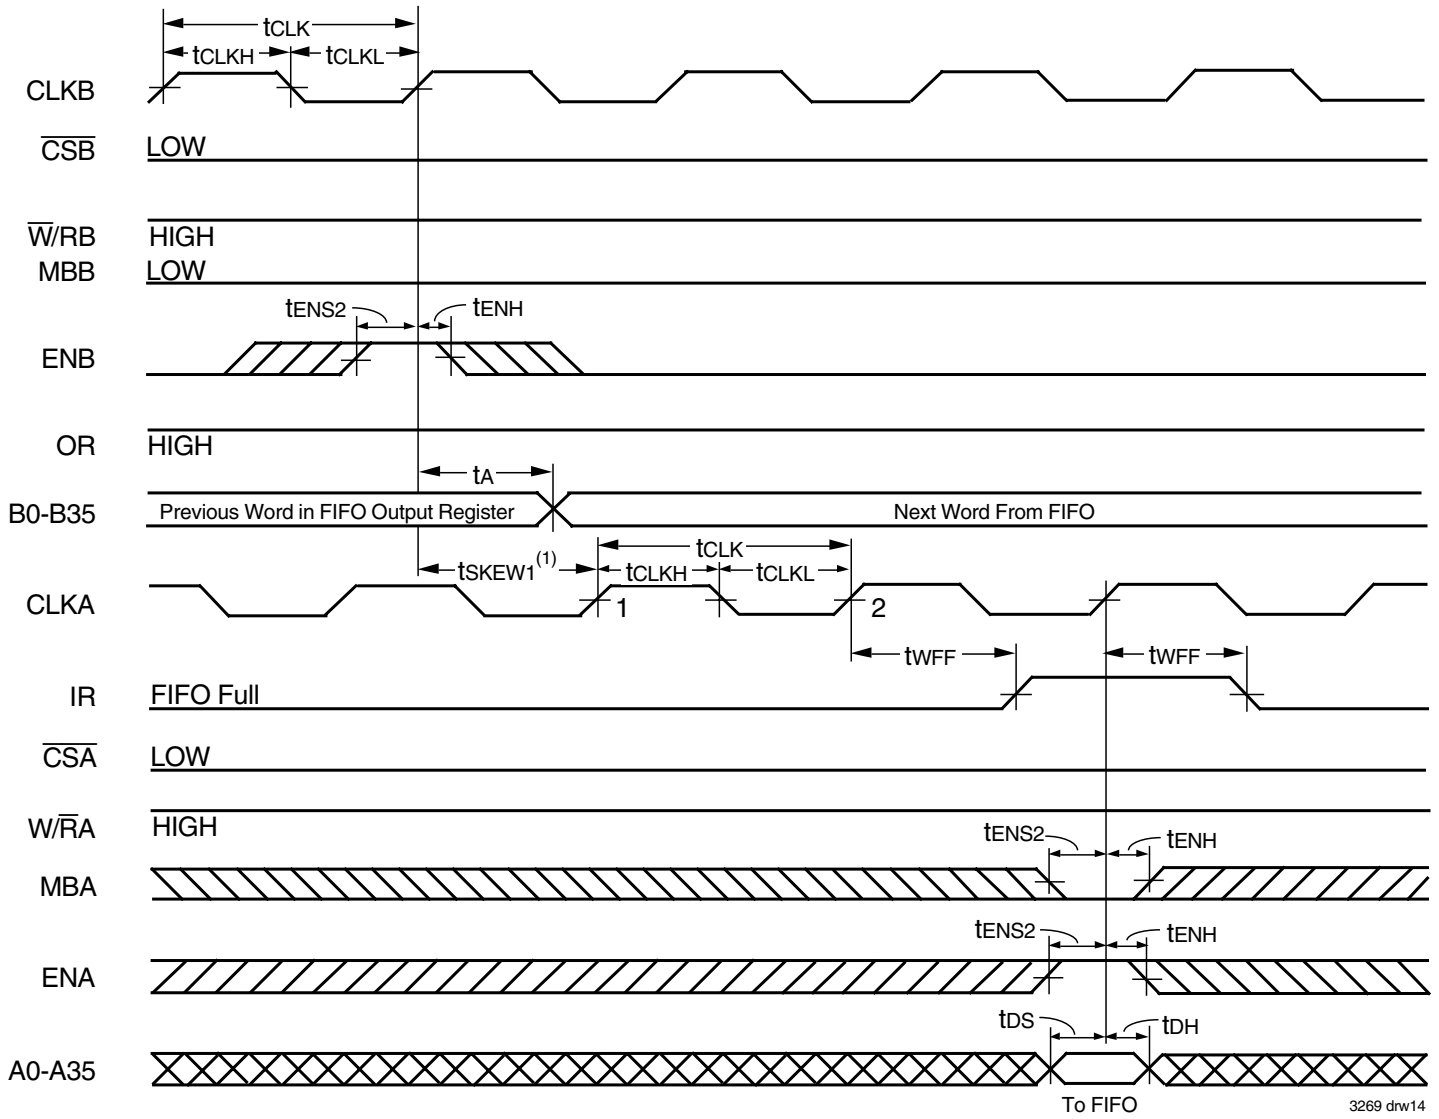 tCLK
tCLKH tCLKL
CLKB
CSB LOW
W/RB HIGH
MBB LOW
tENS2 tENH
ENB
OR HIGH
tA
B0-B35 Previous Word in FIFO Output Register Next Word From FIFO
tCLK
tSKEW1(1) tCLKH tCLKL
CLKA 1 2
tWFF tWFF
IR FIFO Full
CSA LOW
W/RA HIGH
tENS2 tENH
MBA
tENS2 tENH
ENA
tDS tDH
A0-A35
To FIFO 3269 drw14